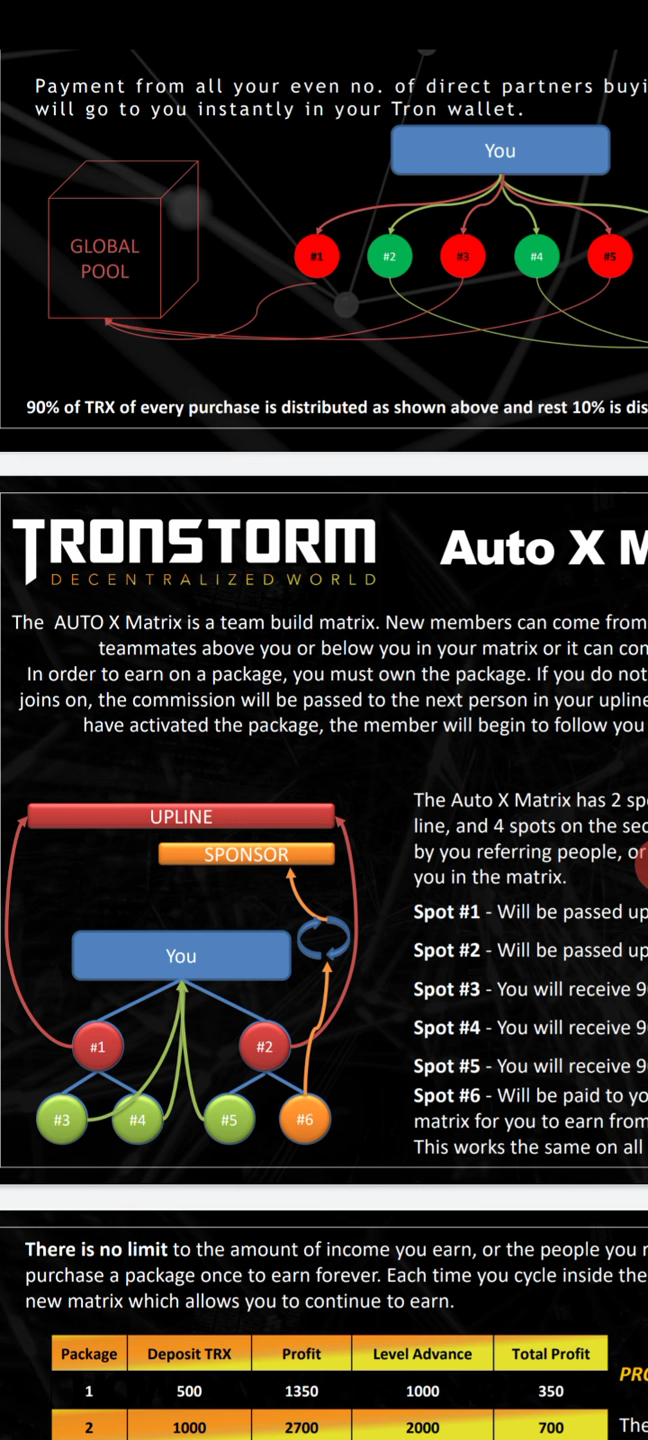 Payment from all your even no. of direct partners
will go to you instantly in your Tron wallet.
You
GLOBAL
POOL
#1
#2
#3
#4
#5
90% of TRX of every purchase is distributed as shown above and rest 10% is
TRONSTORM
DECENTRALIZED WORLD
Auto X
The AUTO X Matrix is a team build matrix. New members can come from
teammates above you or below you in your matrix or it can
In order to earn on a package, you must own the package. If you do not
joins on, the commission will be passed to the next person in your
have activated the package, the member will begin to follow you
The Auto X Matrix has 2
line, and 4 spots on the
by you referring people, or
you in the matrix.
UPLINE
SPONSOR
You
#1
#2
#3
#4
#5
#6
Spot #1 - Will be passed up
Spot #2 - Will be passed up
Spot #3 - You will receive
Spot #4 - You will receive
Spot #5 - You will receive
Spot #6 - Will be paid to
matrix for you to earn from
This works the same on all
There is no limit to the amount of income you earn, or the people you
purchase a package once to earn forever. Each time you cycle inside the
new matrix which allows you to continue to earn.
Package Deposit TRX Profit Level Advance Total Profit
1 500 1350 1000 350
2 1000 2700 2000 700